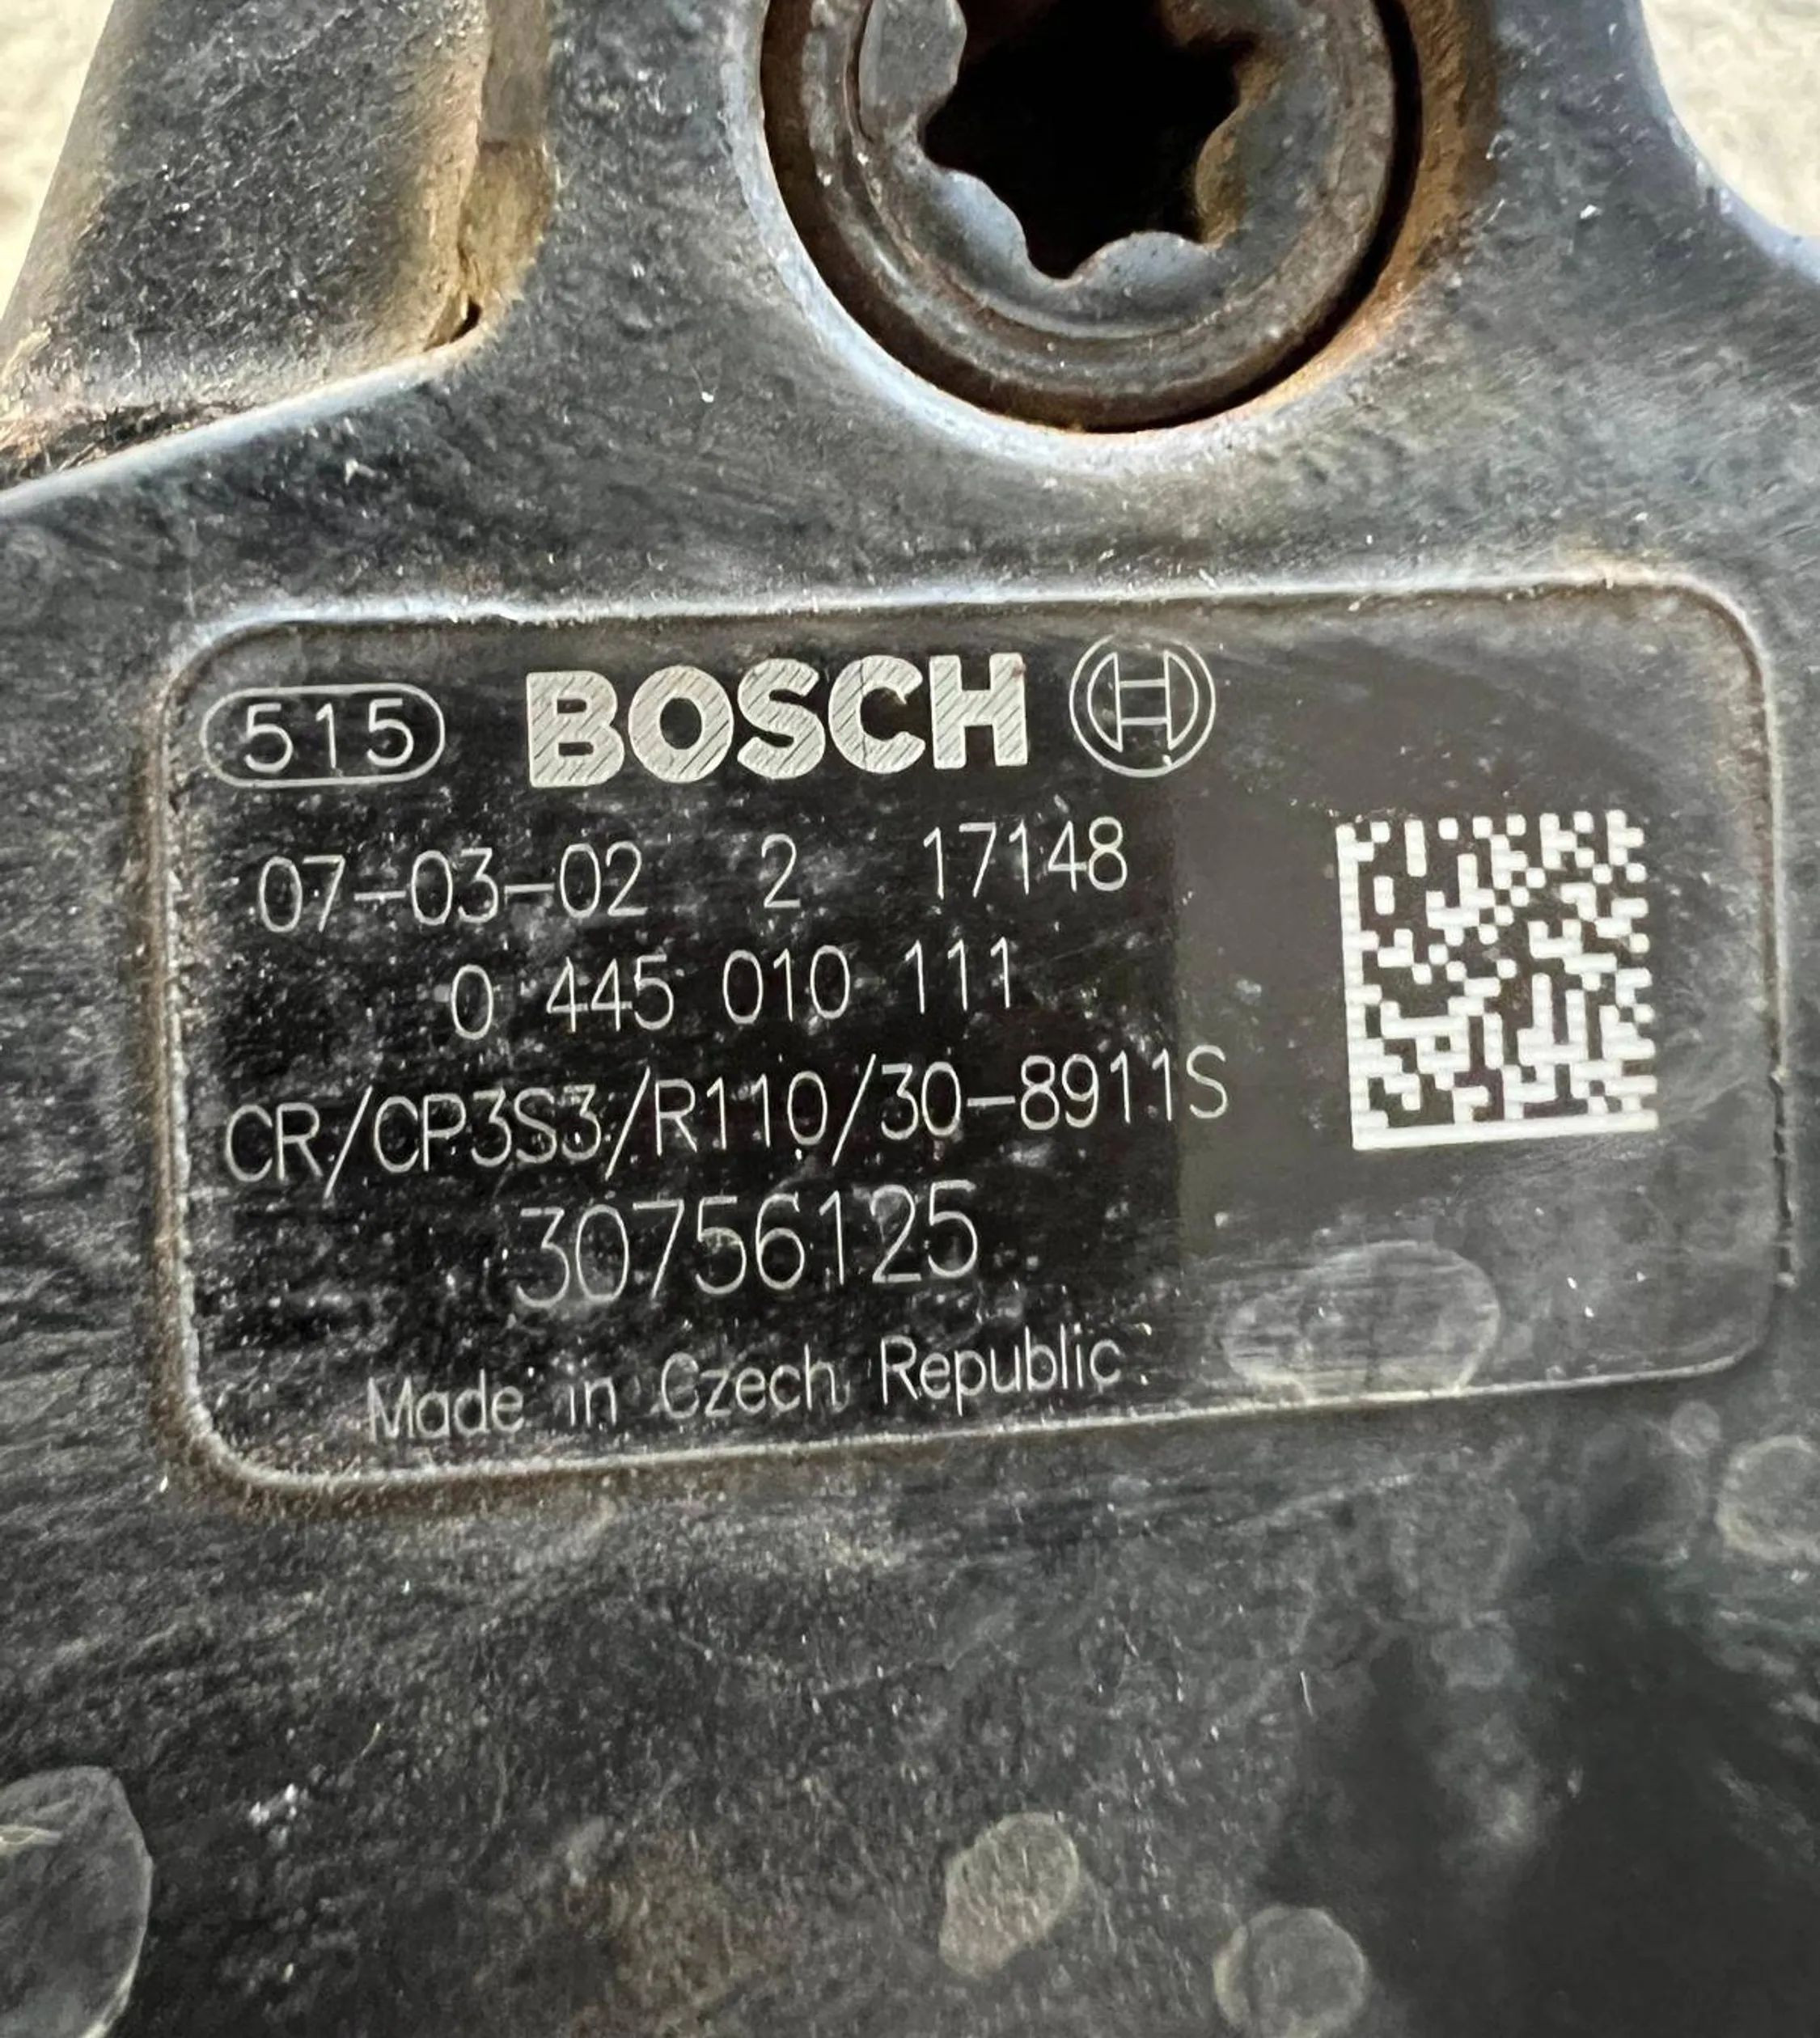 515 BOSCH
07-03-02 2 17148
0 445 010 111
CR/CP3S3/R110/30-8911S
30756125
Made in Czech Republic